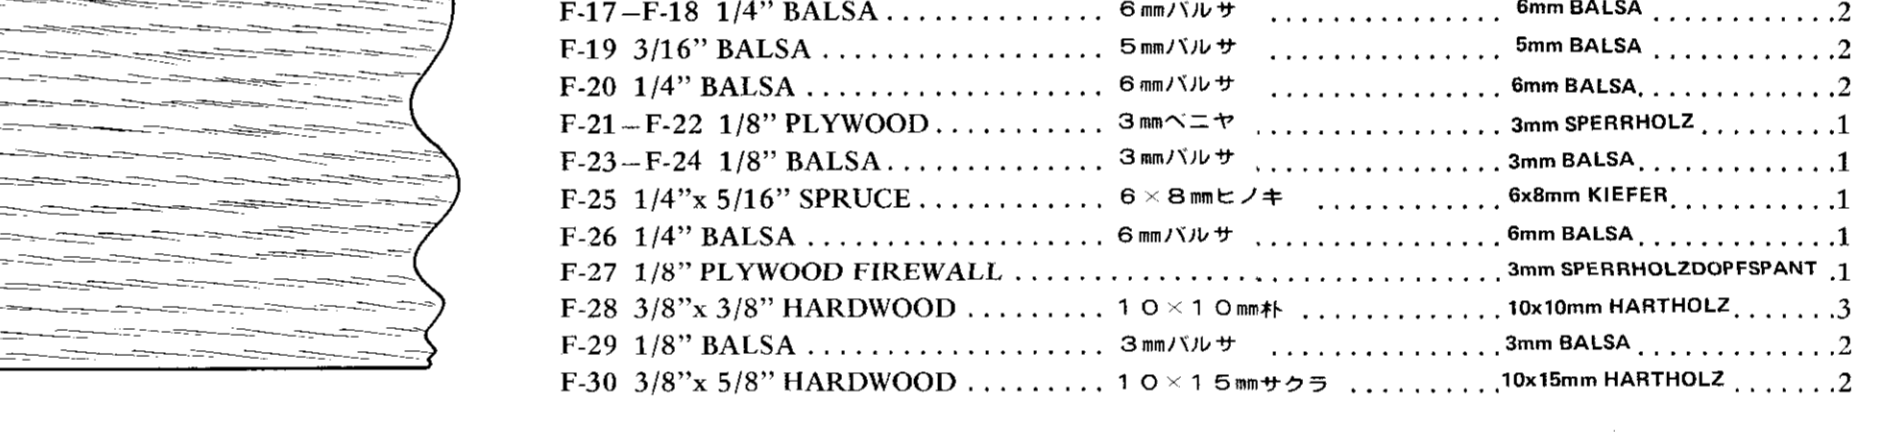 F-17–F-18 1/4” BALSA.............. 6mmバルサ ............... 6mm BALSA ............2
F-19 3/16” BALSA .................. 5mmバルサ ............... 5mm BALSA ............2
F-20 1/4” BALSA ................... 6mmバルサ ............... 6mm BALSA.............2
F-21–F-22 1/8” PLYWOOD........... 3mmベニヤ ................ 3mm SPERRHOLZ .........1
F-23–F-24 1/8” BALSA.............. 3mmバルサ ................ 3mm BALSA.............1
F-25 1/4”x 5/16” SPRUCE............ 6×8mmヒノキ ............ 6x8mm KIEFER...........1
F-26 1/4” BALSA ................... 6mmバルサ ................ 6mm BALSA.............1
F-27 1/8” PLYWOOD FIREWALL ............................... 3mm SPERRHOLZDOPFSPANT .1
F-28 3/8”x 3/8” HARDWOOD ......... 10×10mm朴 ............. 10x10mm HARTHOLZ.......3
F-29 1/8” BALSA ................... 3mmバルサ ............... 3mm BALSA .............2
F-30 3/8”x 5/8” HARDWOOD ......... 10×15mmサクラ ..........10x15mm HARTHOLZ .......2